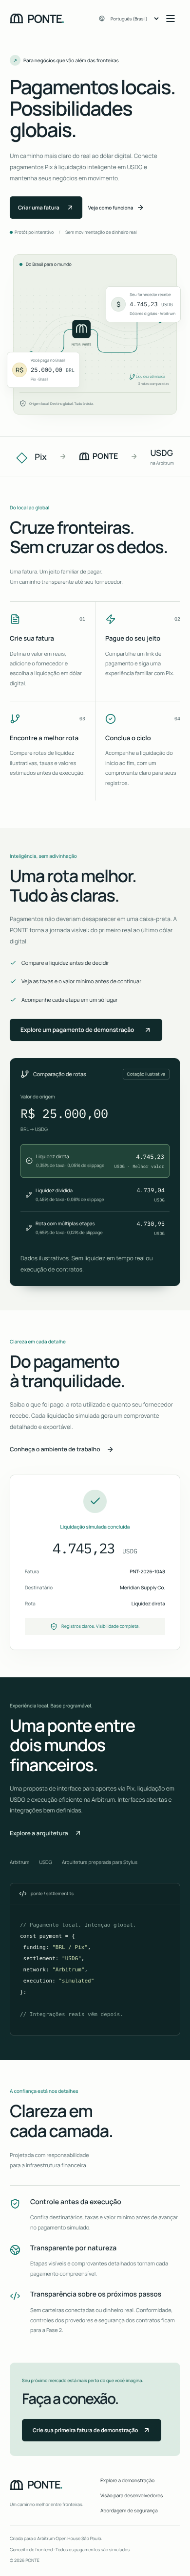 PONTE.
Português (Brasil)
Para negócios que vão além das fronteiras
Pagamentos locais.
Possibilidades
globais.
Um caminho mais claro do real ao dólar digital. Conecte
pagamentos Pix à liquidação inteligente em USDG e
mantenha seus negócios em movimento.
Criar uma fatura
Veja como funciona
Protótipo interativo / Sem movimentação de dinheiro real
Do Brasil para o mundo
Seu fornecedor recebe
$ 4.745,23 USDG
Dólares digitais · Arbitrum
Você paga no Brasil
R$ 25.000,00 BRL
Pix · Brasil
Liquidez otimizada
3 rotas comparadas
Origem local. Destino global. Tudo à vista.
Pix
PONTE
USDG
na Arbitrum
Do local ao global
Cruze fronteiras.
Sem cruzar os dedos.
Uma fatura. Um jeito familiar de pagar.
Um caminho transparente até seu fornecedor.
01
Crie sua fatura
Defina o valor em reais,
adicione o fornecedor e
escolha a liquidação em dólar
digital.
02
Pague do seu jeito
Compartilhe um link de
pagamento e siga uma
experiência familiar com Pix.
03
Encontre a melhor rota
Compare rotas de liquidez
ilustrativas, taxas e valores
estimados antes da execução.
04
Conclua o ciclo
Acompanhe a liquidação do
início ao fim, com um
comprovante claro para seus
registros.
Inteligência, sem adivinhação
Uma rota melhor.
Tudo às claras.
Pagamentos não deveriam desaparecer em uma caixa-preta. A
PONTE torna a jornada visível: do primeiro real ao último dólar
digital.
Compare a liquidez antes de decidir
Veja as taxas e o valor mínimo antes de continuar
Acompanhe cada etapa em um só lugar
Explore um pagamento de demonstração
Comparação de rotas
Cotação ilustrativa
Valor de origem
R$ 25.000,00
BRL → USDG
Liquidez direta
0,35% de taxa · 0,05% de slippage
4.745,23
USDG · Melhor valor
Liquidez dividida
0,46% de taxa · 0,08% de slippage
4.739,04
USDG
Rota com múltiplas etapas
0,65% de taxa · 0,12% de slippage
4.730,95
USDG
Dados ilustrativos. Sem liquidez em tempo real ou
execução de contratos.
Clareza em cada detalhe
Do pagamento
à tranquilidade.
Saiba o que foi pago, a rota utilizada e quanto seu fornecedor
recebe. Cada liquidação simulada gera um comprovante
detalhado e exportável.
Conheça o ambiente de trabalho
Liquidação simulada concluída
4.745,23 USDG
Fatura PNT-2026-1048
Destinatário Meridian Supply Co.
Rota Liquidez direta
Registros claros. Visibilidade completa.
Experiência local. Base programável.
Uma ponte entre
dois mundos
financeiros.
Uma proposta de interface para aportes via Pix, liquidação em
USDG e execução eficiente na Arbitrum. Interfaces abertas e
integrações bem definidas.
Explore a arquitetura
Arbitrum USDG Arquitetura preparada para Stylus
ponte / settlement.ts
// Pagamento local. Intenção global.
const payment = {
funding: "BRL / Pix",
settlement: "USDG",
network: "Arbitrum",
execution: "simulated"
};
// Integrações reais vêm depois.
A confiança está nos detalhes
Clareza em
cada camada.
Projetada com responsabilidade
para a infraestrutura financeira.
Controle antes da execução
Confira destinatários, taxas e valor mínimo antes de avançar
no pagamento simulado.
Transparente por natureza
Etapas visíveis e comprovantes detalhados tornam cada
pagamento compreensível.
Transparência sobre os próximos passos
Sem carteiras conectadas ou dinheiro real. Conformidade,
controles dos provedores e segurança dos contratos ficam
para a Fase 2.
Seu próximo mercado está mais perto do que você imagina.
Faça a conexão.
Crie sua primeira fatura de demonstração
PONTE.
Um caminho melhor entre fronteiras.
Explore a demonstração
Visão para desenvolvedores
Abordagem de segurança
Criada para o Arbitrum Open House São Paulo.
Conceito de frontend · Todos os pagamentos são simulados.
© 2026 PONTE